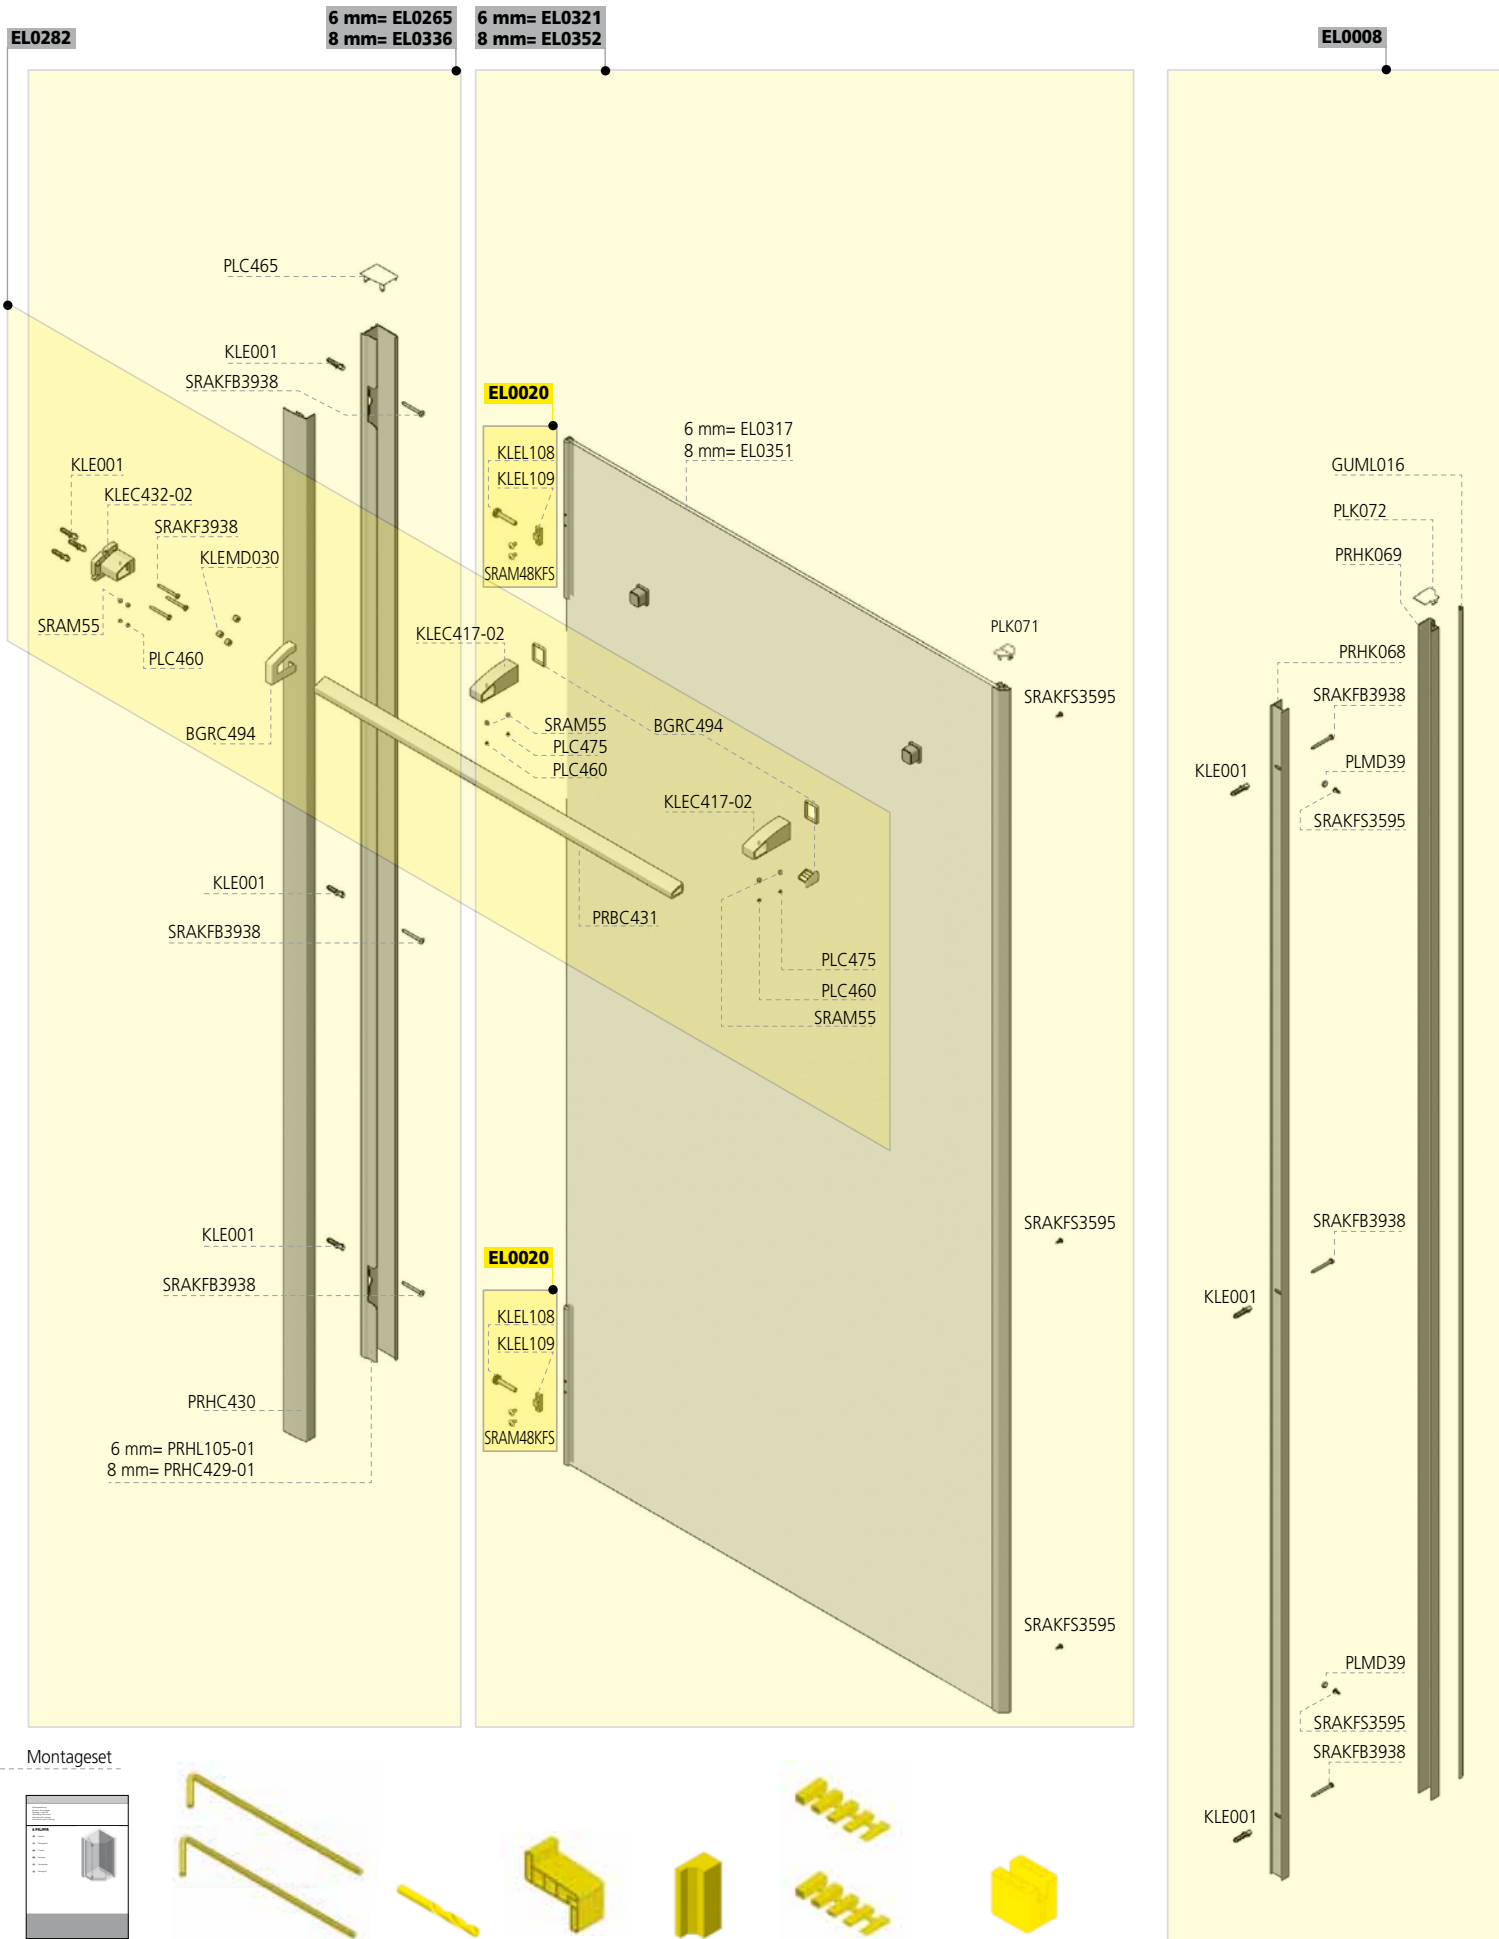 EL0282
6 mm= EL0265
8 mm= EL0336
6 mm= EL0321
8 mm= EL0352
EL0008
PLC465
KLE001
SRAKFB3938
EL0020
KLEL108
KLEL109
SRAM48KFS
6 mm= EL0317
8 mm= EL0351
KLE001
KLEC432-02
SRAKF3938
KLEMD030
SRAM55
PLC460
BGRC494
KLEC417-02
SRAM55
PLC475
PLC460
BGRC494
KLEC417-02
PRBC431
PLC475
PLC460
SRAM55
PLK071
SRAKFS3595
GUML016
PLK072
PRHK069
PRHK068
SRAKFB3938
PLMD39
KLE001
SRAKFS3595
KLE001
SRAKFB3938
KLE001
SRAKFB3938
EL0020
KLEL108
KLEL109
SRAM48KFS
SRAKFS3595
SRAKFB3938
KLE001
PRHC430
6 mm= PRHL105-01
8 mm= PRHC429-01
SRAKFS3595
PLMD39
SRAKFS3595
SRAKFB3938
KLE001
Montageset